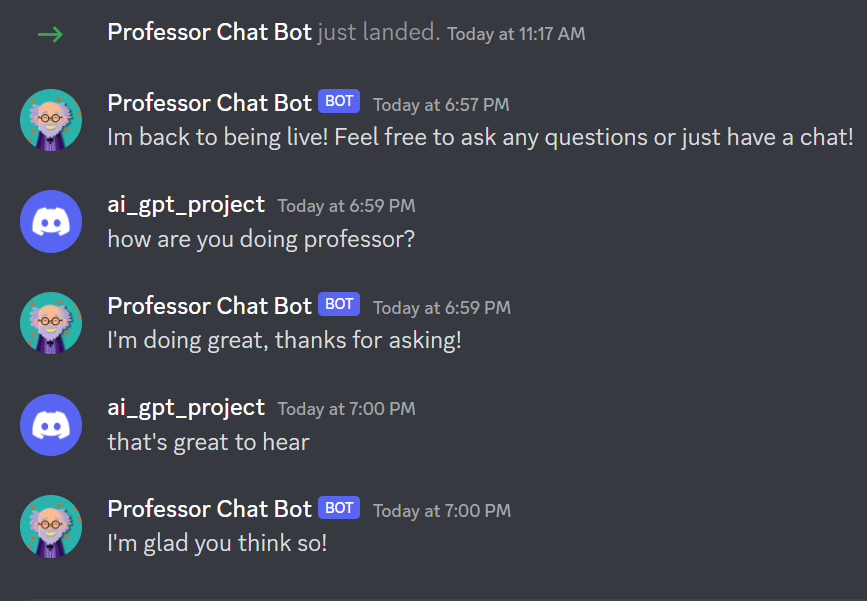 Professor Chat Bot just landed. Today at 11:17 AM
Professor Chat Bot BOT Today at 6:57 PM
Im back to being live! Feel free to ask any questions or just have a chat!
ai_gpt_project Today at 6:59 PM
how are you doing professor?
Professor Chat Bot BOT Today at 6:59 PM
I'm doing great, thanks for asking!
ai_gpt_project Today at 7:00 PM
that's great to hear
Professor Chat Bot BOT Today at 7:00 PM
I'm glad you think so!